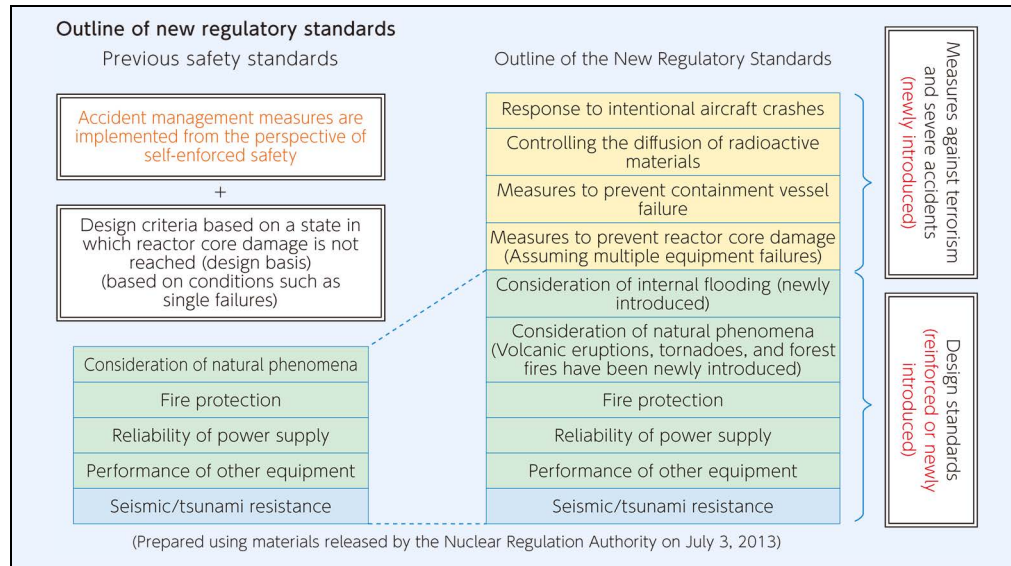 Outline of new regulatory standards
Previous safety standards
Accident management measures are
implemented from the perspective of
self-enforced safety
+
Design criteria based on a state in
which reactor core damage is not
reached (design basis)
(based on conditions such as
single failures)
Consideration of natural phenomena
Fire protection
Reliability of power supply
Performance of other equipment
Seismic/tsunami resistance
Outline of the New Regulatory Standards
Response to intentional aircraft crashes
Controlling the diffusion of radioactive
materials
Measures to prevent containment vessel
failure
Measures to prevent reactor core damage
(Assuming multiple equipment failures)
Consideration of internal flooding (newly
introduced)
Consideration of natural phenomena
(Volcanic eruptions, tornadoes, and forest
fires have been newly introduced)
Fire protection
Reliability of power supply
Performance of other equipment
Seismic/tsunami resistance
Measures against terrorism
and severe accidents
(newly introduced)
Design standards
(reinforced or newly
introduced)
(Prepared using materials released by the Nuclear Regulation Authority on July 3, 2013)